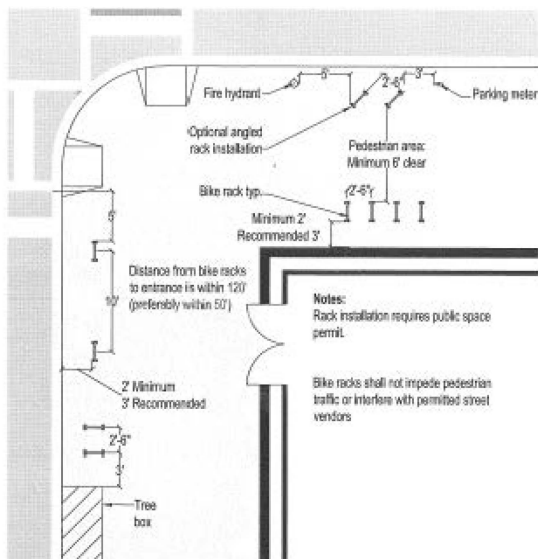 Fire hydrant
5'
2'-6"
3'
Parking meter
Optional angled
rack installation
Pedestrian area:
Minimum 6' clear
Bike rack typ.
2'-6"
Minimum 2'
Recommended 3'
5'
Distance from bike racks
to entrance is within 120'
(preferably within 50')
10'
Notes:
Rack installation requires public space
permit.
Bike racks shall not impede pedestrian
traffic or interfere with permitted street
vendors
2' Minimum
3' Recommended
2'-6"
3'
Tree
box